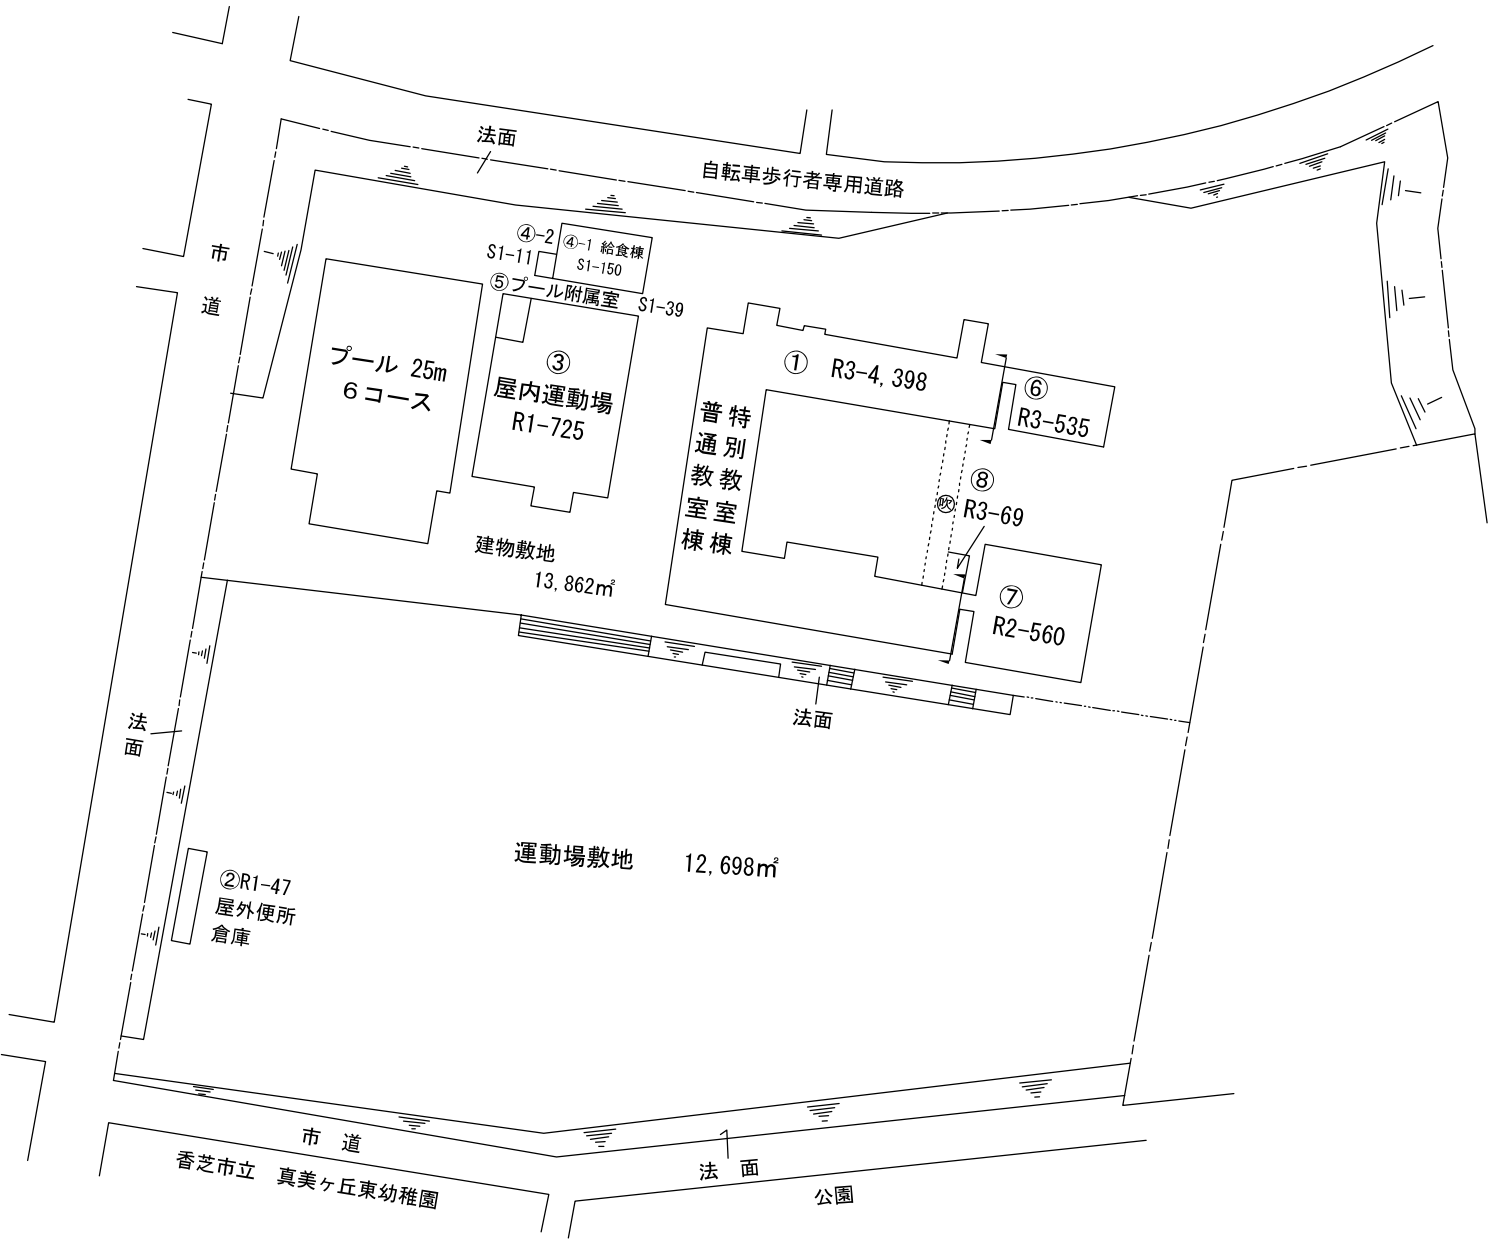 法面
自転車歩行者専用道路
市
道
④-2
S1-11
④-1 給食棟
S1-150
⑤プール附属室 S1-39
プール 25m
6コース
③
屋内運動場
R1-725
① R3-4,398
⑥
R3-535
普通教室棟
特別教室棟
⑧
R3-69
吹
建物敷地
13,862㎡
⑦
R2-560
法面
法
面
運動場敷地 12,698㎡
②R1-47
屋外便所
倉庫
市 道
法 面
香芝市立 真美ヶ丘東幼稚園
公園